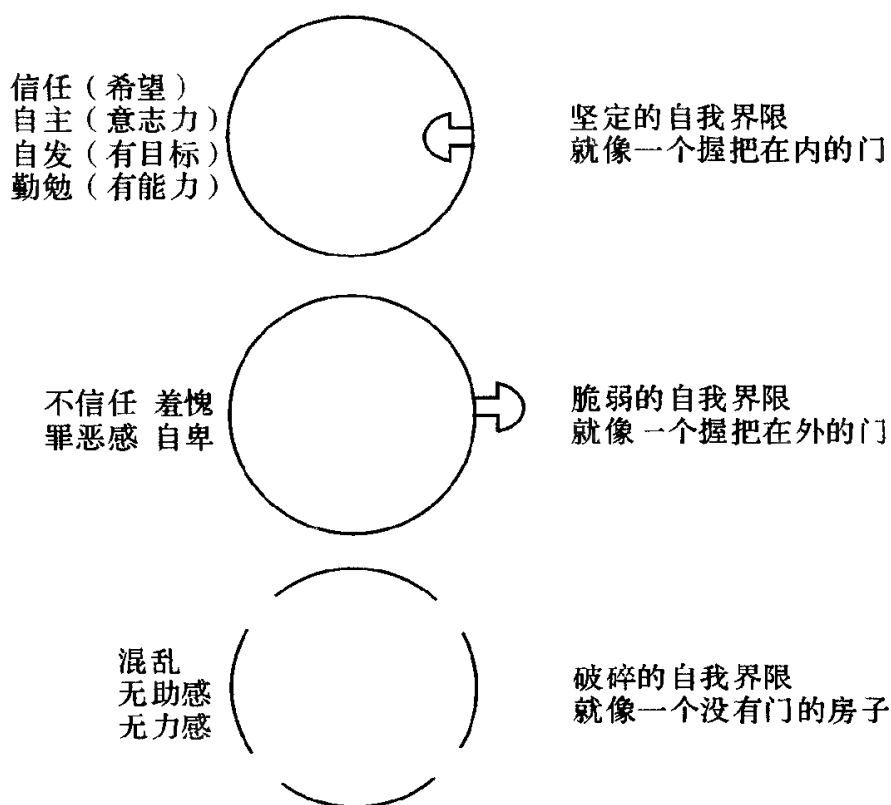 信任（希望）
自主（意志力）
自发（有目标）
勤勉（有能力）
坚定的自我界限
就像一个握把在内的门
不信任 羞愧
罪恶感 自卑
脆弱的自我界限
就像一个握把在外的门
混乱
无助感
无力感
破碎的自我界限
就像一个没有门的房子